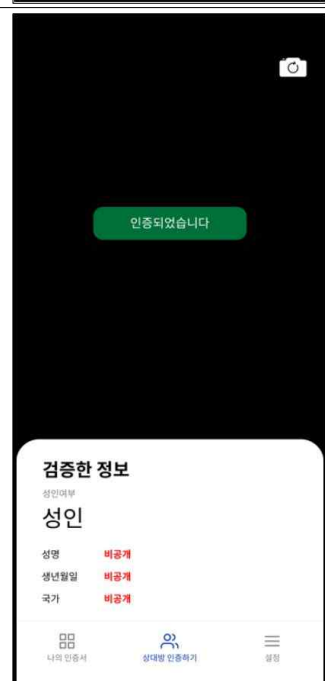 인증되었습니다
검증한 정보
성인여부
성인
성명 비공개
생년월일 비공개
국가 비공개
나의 인증서 상대방 인증하기 설정